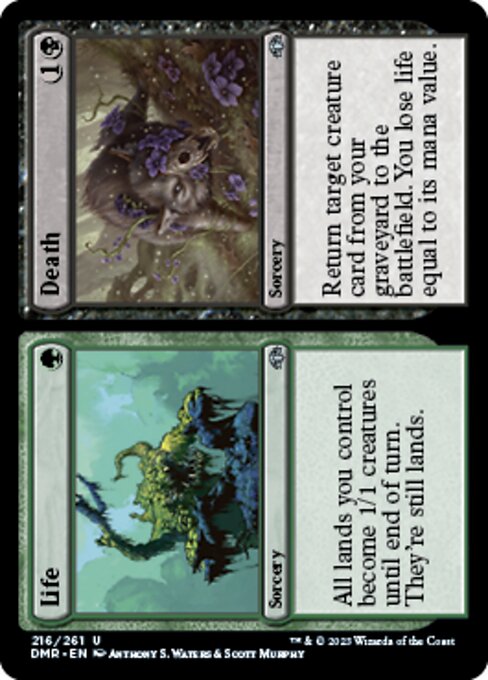 Life
Sorcery
All lands you control
become 1/1 creatures
until end of turn.
They're still lands.
Death
1
Sorcery
Return target creature
card from your
graveyard to the
battlefield. You lose life
equal to its mana value.
216/261 U
DMR • EN Anthony S. Waters & Scott Murphy
™ & © 2023 Wizards of the Coast